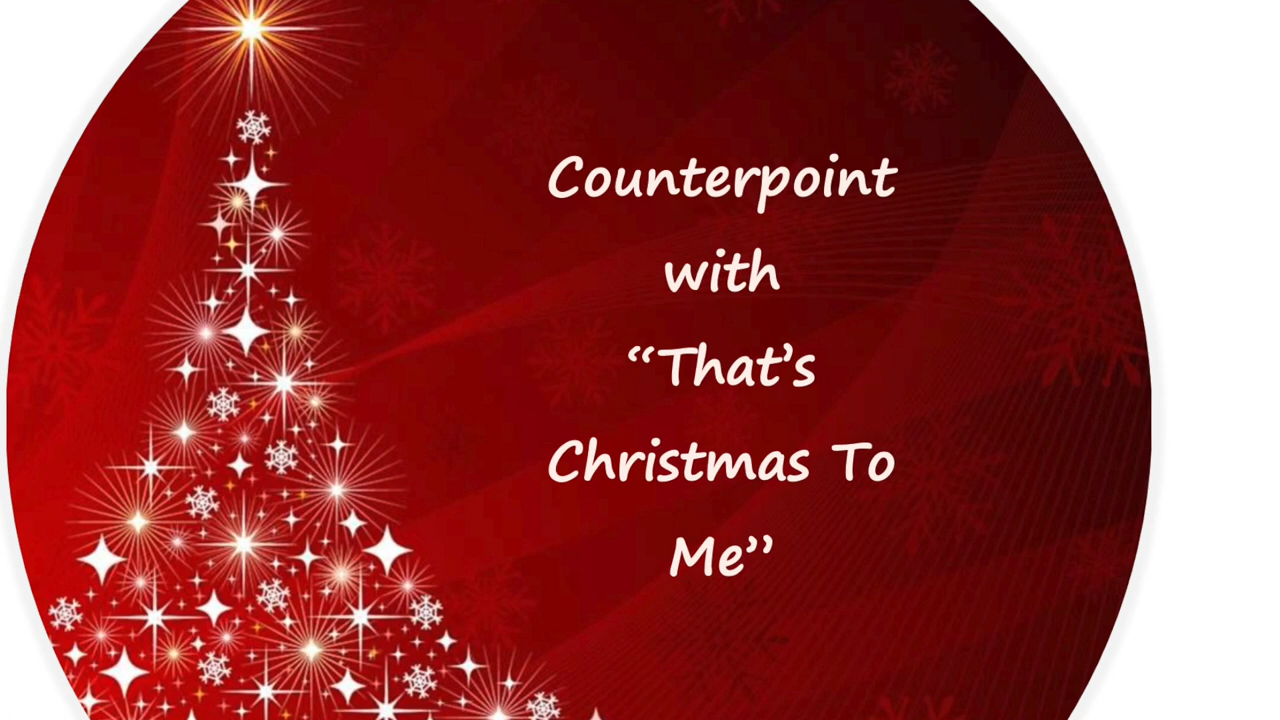 Counterpoint
with
“That’s
Christmas To
Me”